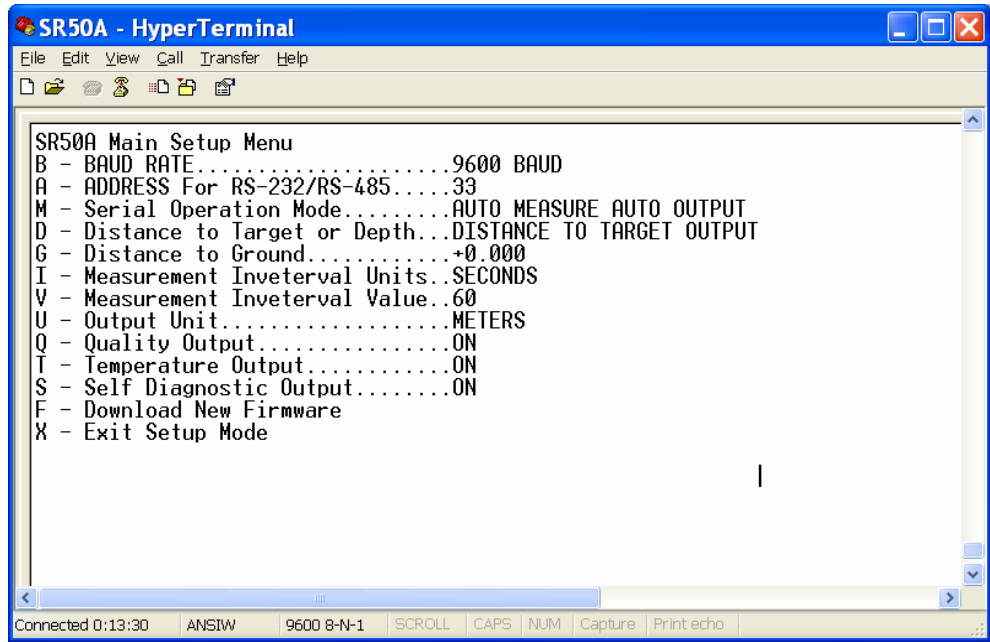 SR50A - HyperTerminal
File Edit View Call Transfer Help
SR50A Main Setup Menu
B - BAUD RATE.....................9600 BAUD
A - ADDRESS For RS-232/RS-485.....33
M - Serial Operation Mode.........AUTO MEASURE AUTO OUTPUT
D - Distance to Target or Depth...DISTANCE TO TARGET OUTPUT
G - Distance to Ground............+0.000
I - Measurement Inveterval Units..SECONDS
V - Measurement Inveterval Value..60
U - Output Unit...................METERS
Q - Quality Output................ON
T - Temperature Output............ON
S - Self Diagnostic Output........ON
F - Download New Firmware
X - Exit Setup Mode
Connected 0:13:30 ANSIW 9600 8-N-1 SCROLL CAPS NUM Capture Print echo